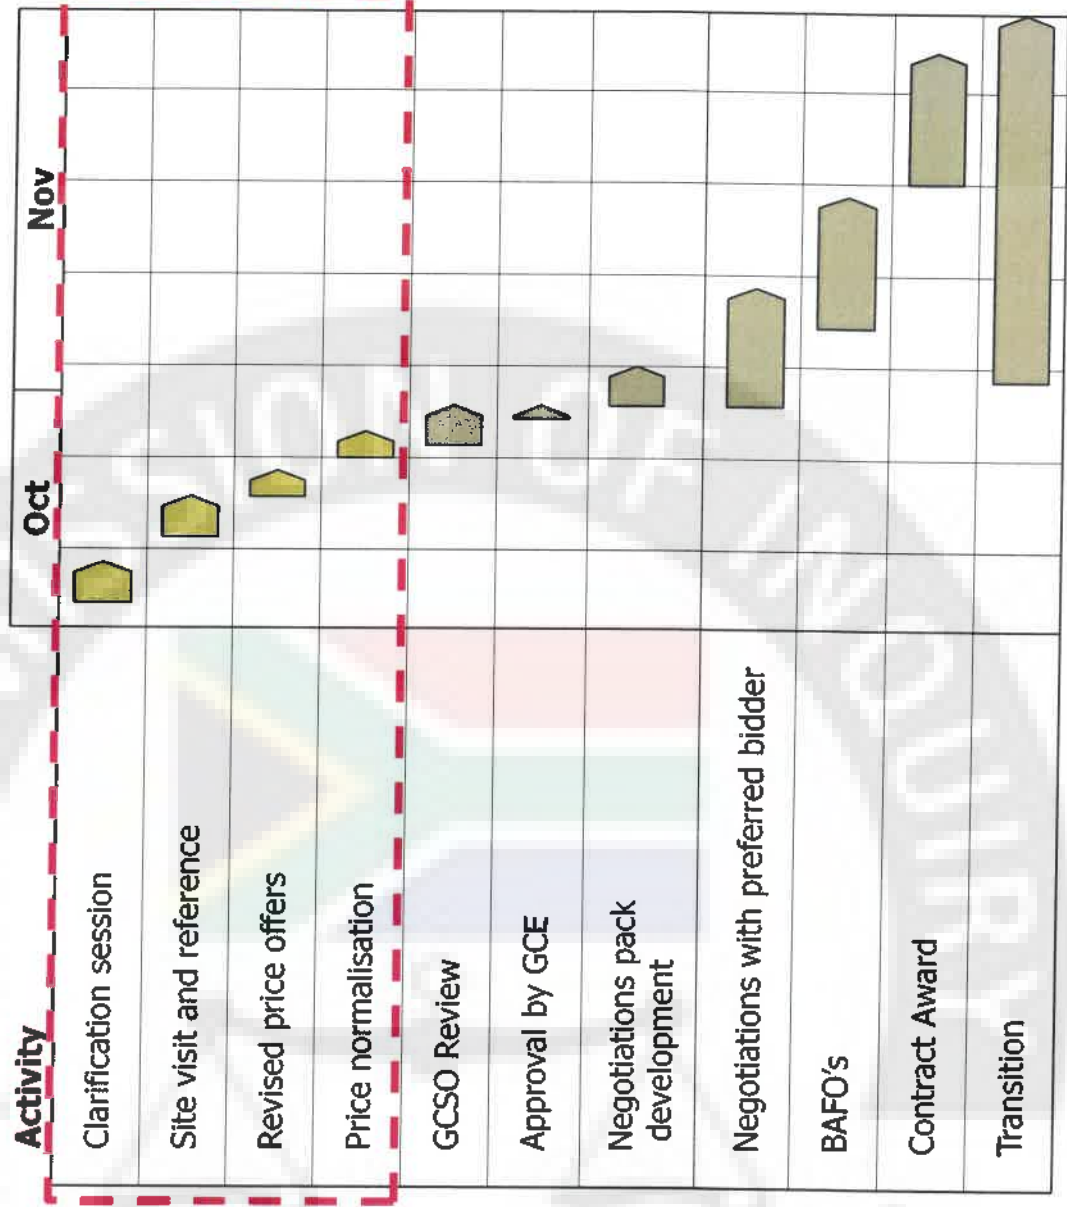 Activity
Oct
Nov
Clarification session
Site visit and reference
Revised price offers
Price normalisation
GCSO Review
Approval by GCE
Negotiations pack
development
Negotiations with preferred bidder
BAFO's
Contract Award
Transition